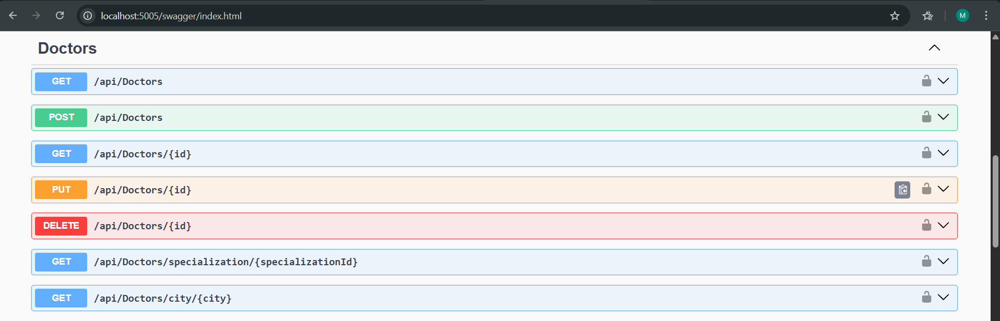 localhost:5005/swagger/index.html
M
Doctors
GET /api/Doctors
POST /api/Doctors
GET /api/Doctors/{id}
PUT /api/Doctors/{id}
DELETE /api/Doctors/{id}
GET /api/Doctors/specialization/{specializationId}
GET /api/Doctors/city/{city}